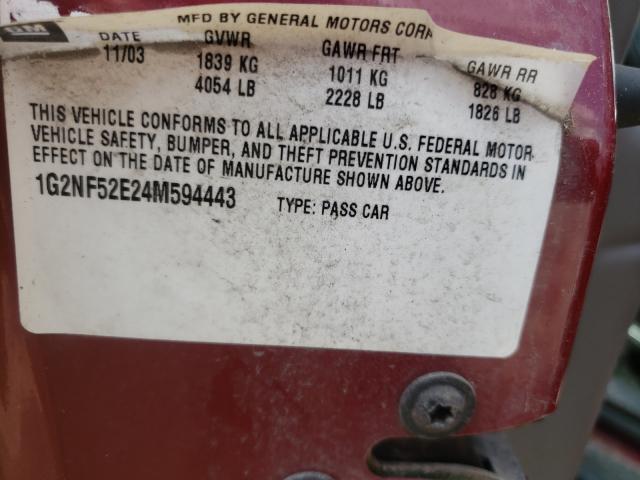 GM
MFD BY GENERAL MOTORS CORP
DATE GVWR GAWR FRT GAWR RR
11/03 1839 KG 1011 KG 828 KG
4054 LB 2228 LB 1826 LB
THIS VEHICLE CONFORMS TO ALL APPLICABLE U.S. FEDERAL MOTOR
VEHICLE SAFETY, BUMPER, AND THEFT PREVENTION STANDARDS IN
EFFECT ON THE DATE OF MANUFACTURE SHOWN ABOVE.
1G2NF52E24M594443 TYPE: PASS CAR